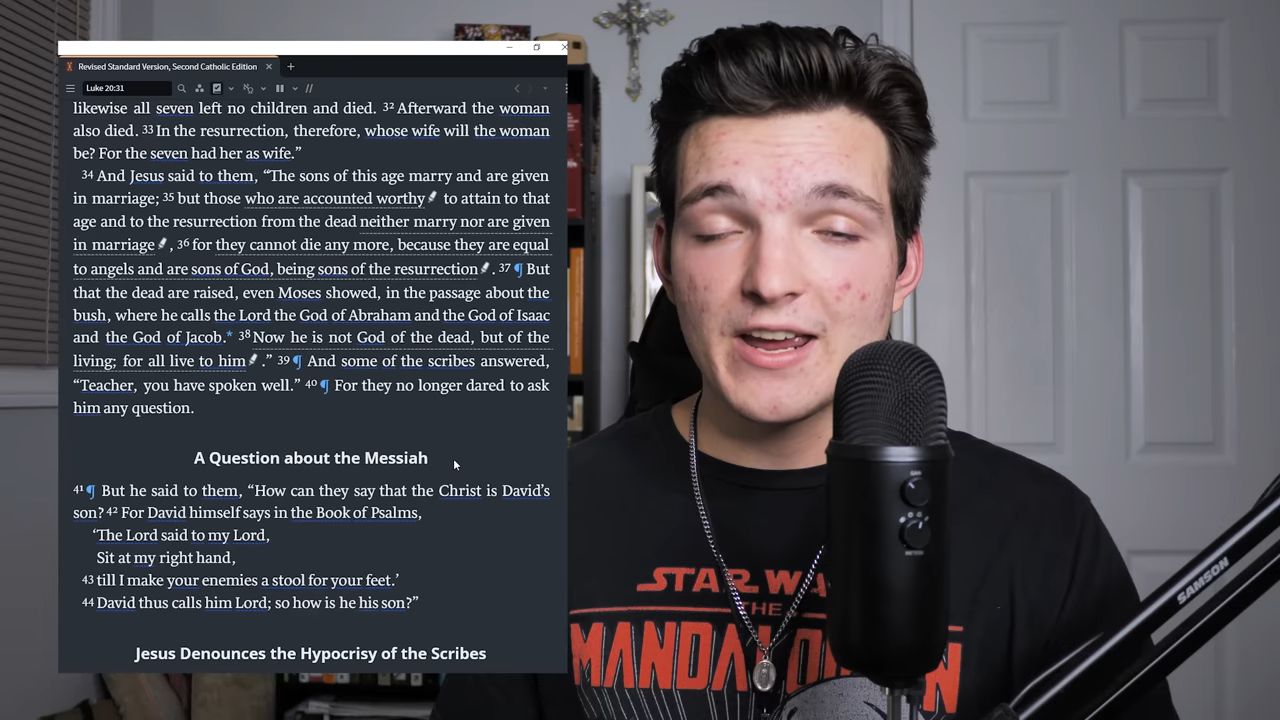 Revised Standard Version, Second Catholic Edition
Luke 20:31
likewise all seven left no children and died. 32 Afterward the woman
also died. 33 In the resurrection, therefore, whose wife will the woman
be? For the seven had her as wife.”
34 And Jesus said to them, “The sons of this age marry and are given
in marriage; 35 but those who are accounted worthy to attain to that
age and to the resurrection from the dead neither marry nor are given
in marriage, 36 for they cannot die any more, because they are equal
to angels and are sons of God, being sons of the resurrection. 37 ¶ But
that the dead are raised, even Moses showed, in the passage about the
bush, where he calls the Lord the God of Abraham and the God of Isaac
and the God of Jacob.* 38 Now he is not God of the dead, but of the
living; for all live to him.” 39 ¶ And some of the scribes answered,
“Teacher, you have spoken well.” 40 ¶ For they no longer dared to ask
him any question.
A Question about the Messiah
41 ¶ But he said to them, “How can they say that the Christ is David’s
son? 42 For David himself says in the Book of Psalms,
‘The Lord said to my Lord,
Sit at my right hand,
43 till I make your enemies a stool for your feet.’
44 David thus calls him Lord; so how is he his son?”
Jesus Denounces the Hypocrisy of the Scribes
STAR WA
THE
MANDALO N
SAMSON